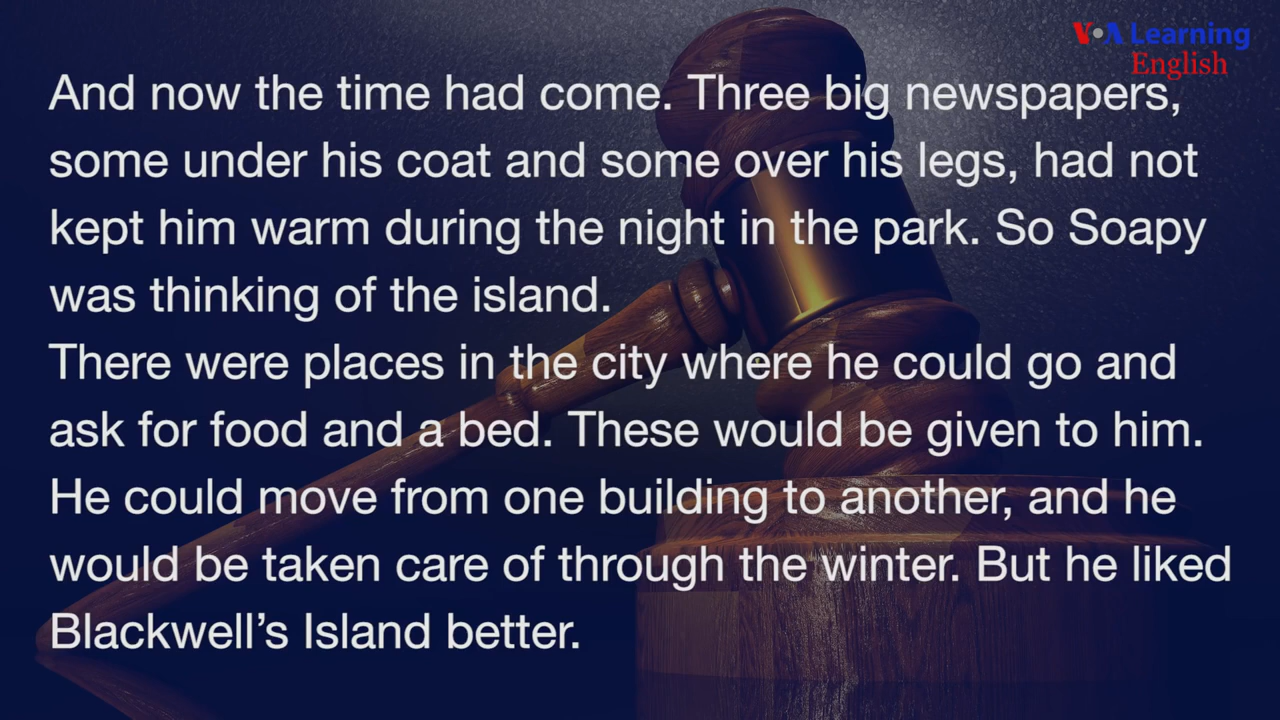 VOA Learning
English
And now the time had come. Three big newspapers,
some under his coat and some over his legs, had not
kept him warm during the night in the park. So Soapy
was thinking of the island.
There were places in the city where he could go and
ask for food and a bed. These would be given to him.
He could move from one building to another, and he
would be taken care of through the winter. But he liked
Blackwell’s Island better.